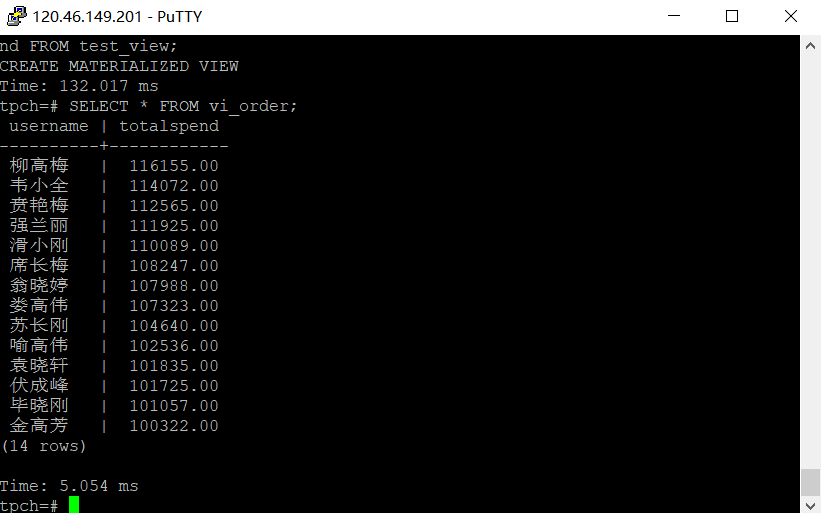 120.46.149.201 - PuTTY
nd FROM test_view;
CREATE MATERIALIZED VIEW
Time: 132.017 ms
tpch=# SELECT * FROM vi_order;
 username | totalspend
----------+------------
 柳高梅   |  116155.00
 韦小全   |  114072.00
 贲艳梅   |  112565.00
 强兰丽   |  111925.00
 滑小刚   |  110089.00
 席长梅   |  108247.00
 翁晓婷   |  107988.00
 娄高伟   |  107323.00
 苏长刚   |  104640.00
 喻高伟   |  102536.00
 袁晓轩   |  101835.00
 伏成峰   |  101725.00
 毕晓刚   |  101057.00
 金高芳   |  100322.00
(14 rows)
Time: 5.054 ms
tpch=#